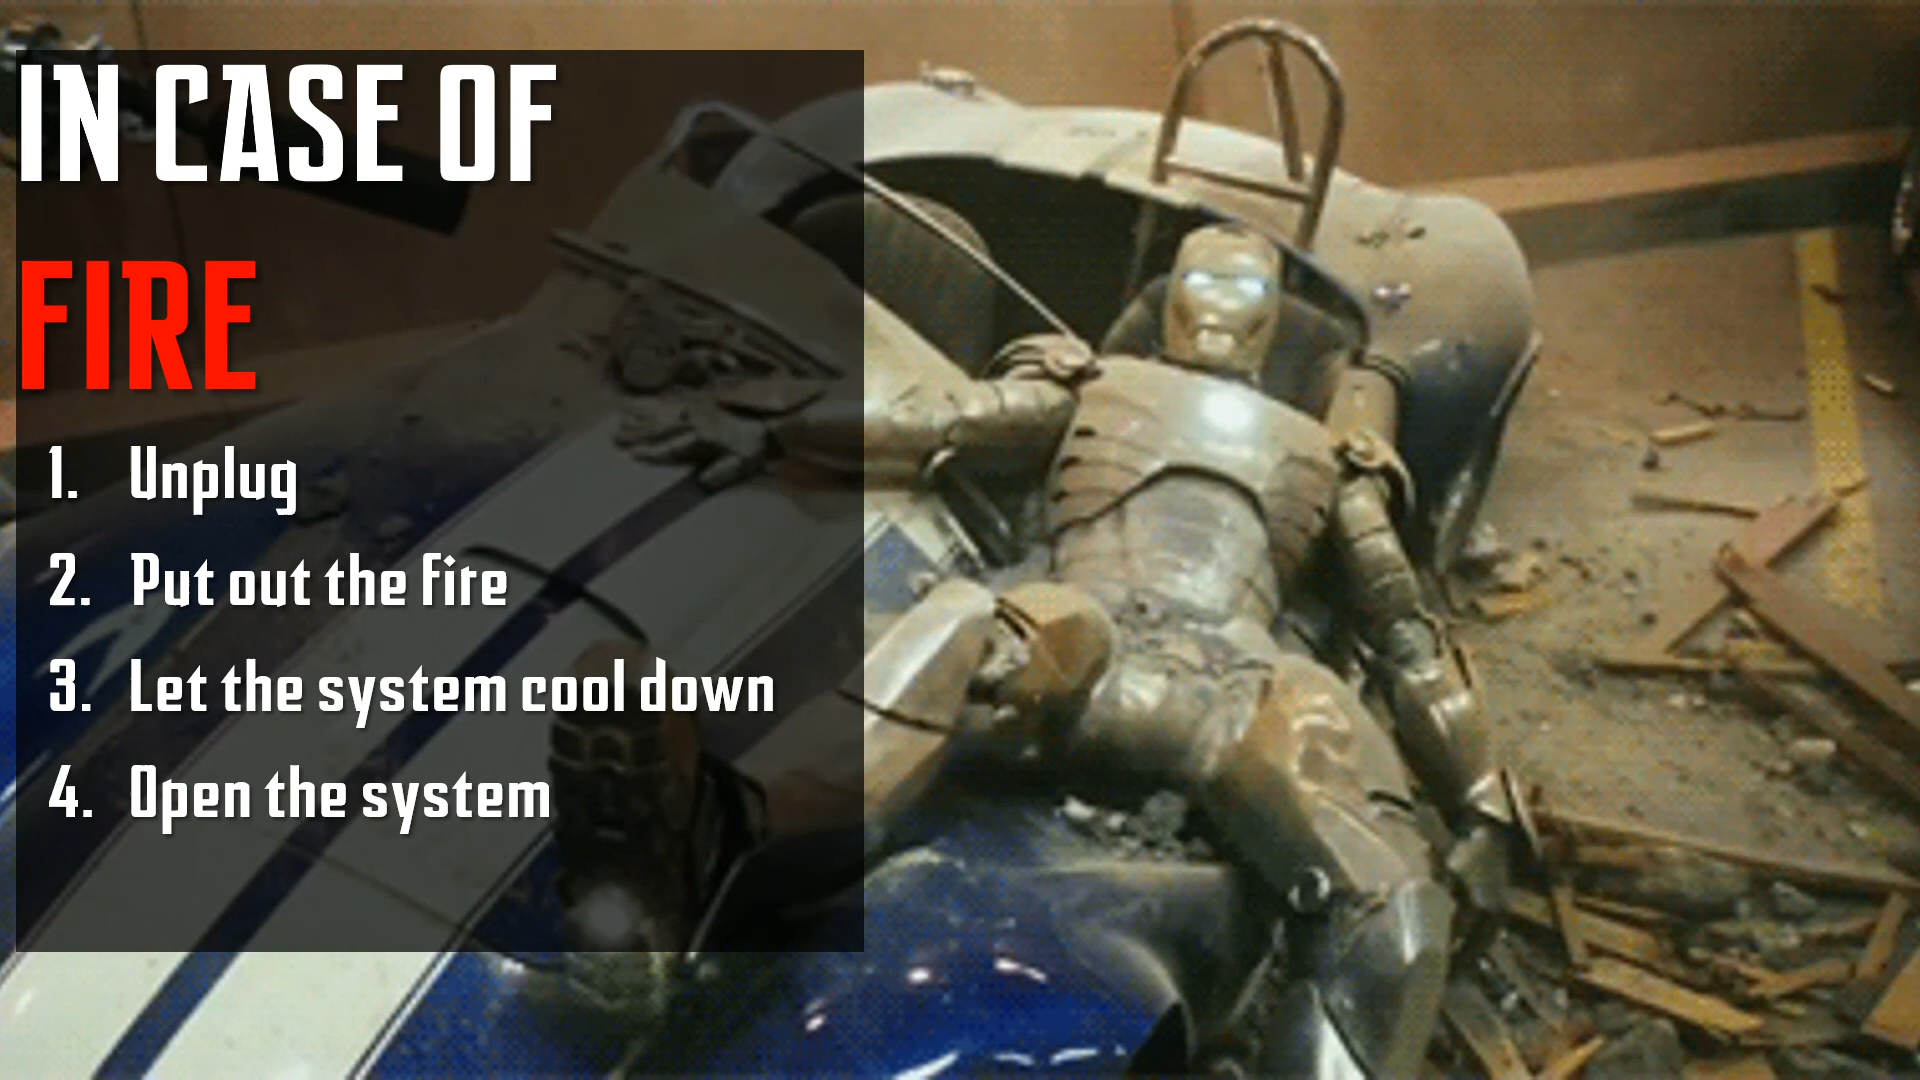 IN CASE OF
FIRE
1. Unplug
2. Put out the fire
3. Let the system cool down
4. Open the system